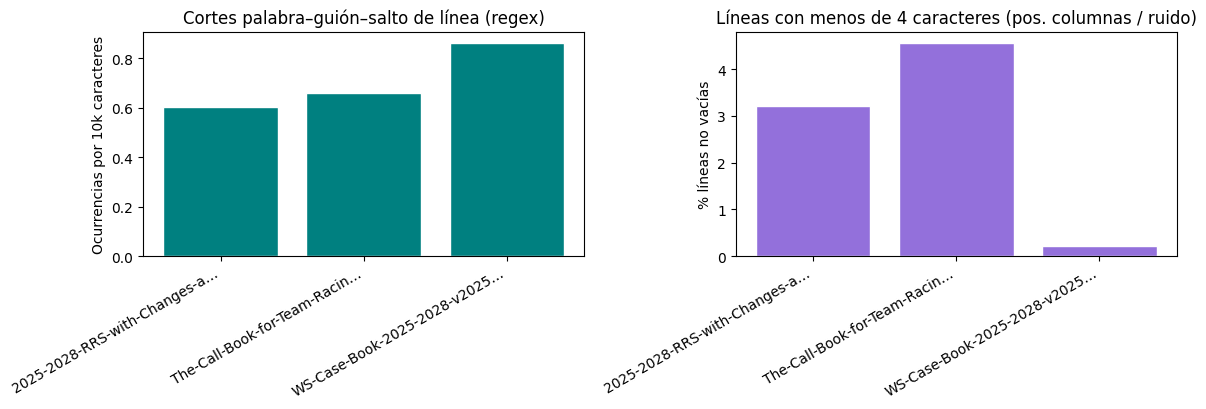 Cortes palabra–guión–salto de línea (regex)
Ocurrencias por 10k caracteres
0.8
0.6
0.4
0.2
0.0
2025-2028-RRS-with-Changes-a...
The-Call-Book-for-Team-Racin...
WS-Case-Book-2025-2028-v2025...
Líneas con menos de 4 caracteres (pos. columnas / ruido)
% líneas no vacías
4
3
2
1
0
2025-2028-RRS-with-Changes-a...
The-Call-Book-for-Team-Racin...
WS-Case-Book-2025-2028-v2025...